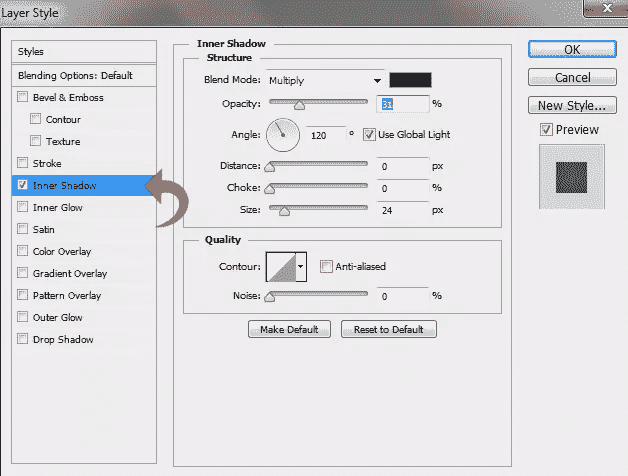 Layer Style
Styles
Blending Options: Default
Bevel & Emboss
Contour
Texture
Stroke
Inner Shadow
Inner Glow
Satin
Color Overlay
Gradient Overlay
Pattern Overlay
Outer Glow
Drop Shadow
Inner Shadow
Structure
Blend Mode: Multiply
Opacity: 31 %
Angle: 120 ° Use Global Light
Distance: 0 px
Choke: 0 %
Size: 24 px
Quality
Contour: Anti-aliased
Noise: 0 %
Make Default Reset to Default
OK
Cancel
New Style...
Preview